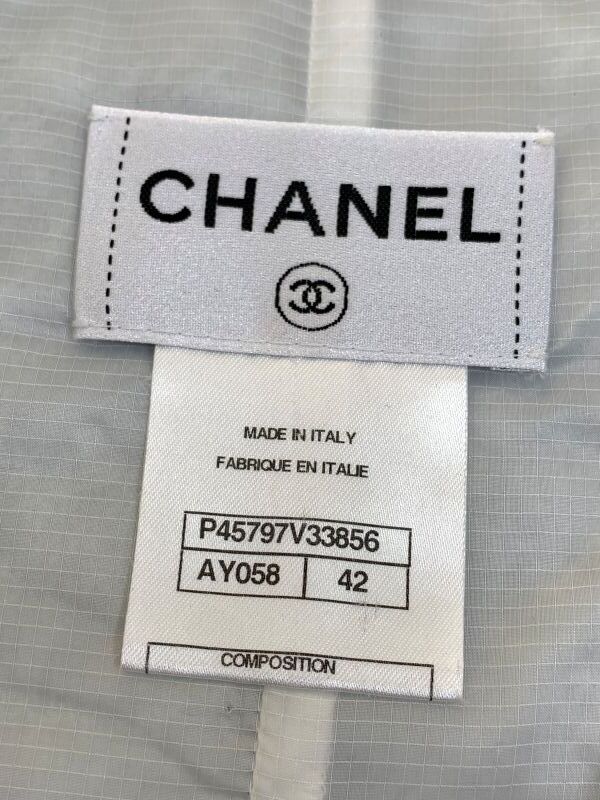 CHANEL
MADE IN ITALY
FABRIQUE EN ITALIE
P45797V33856
AY058 42
COMPOSITION